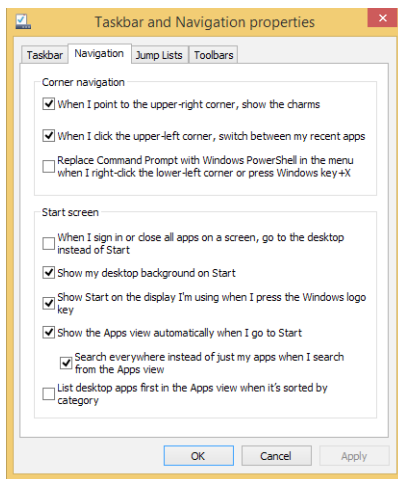 Taskbar and Navigation properties
Taskbar Navigation Jump Lists Toolbars
Corner navigation
When I point to the upper-right corner, show the charms
When I click the upper-left corner, switch between my recent apps
Replace Command Prompt with Windows PowerShell in the menu
when I right-click the lower-left corner or press Windows key+X
Start screen
When I sign in or close all apps on a screen, go to the desktop
instead of Start
Show my desktop background on Start
Show Start on the display I'm using when I press the Windows logo
key
Show the Apps view automatically when I go to Start
Search everywhere instead of just my apps when I search
from the Apps view
List desktop apps first in the Apps view when it's sorted by
category
OK Cancel Apply